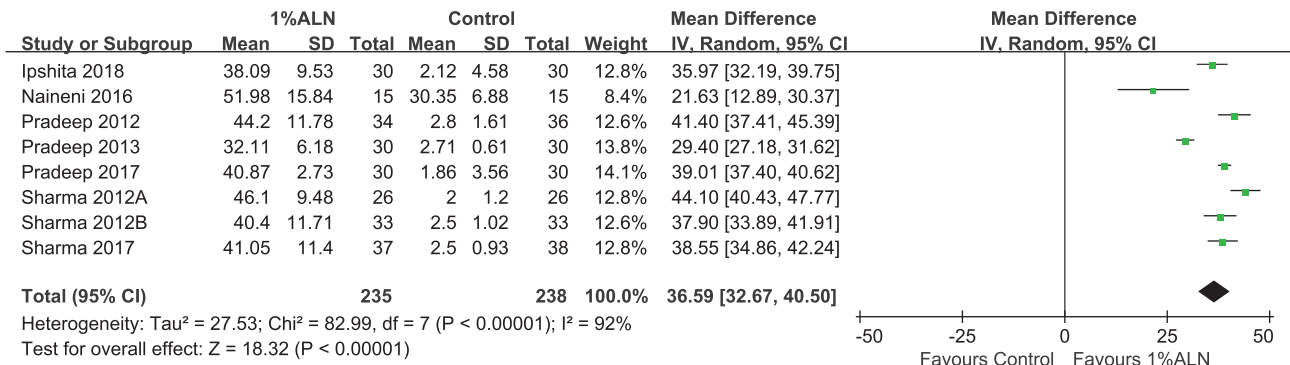 1%ALN Control Mean Difference Mean Difference
Study or Subgroup Mean SD Total Mean SD Total Weight IV, Random, 95% CI IV, Random, 95% CI
Ipshita 2018 38.09 9.53 30 2.12 4.58 30 12.8% 35.97 [32.19, 39.75]
Naineni 2016 51.98 15.84 15 30.35 6.88 15 8.4% 21.63 [12.89, 30.37]
Pradeep 2012 44.2 11.78 34 2.8 1.61 36 12.6% 41.40 [37.41, 45.39]
Pradeep 2013 32.11 6.18 30 2.71 0.61 30 13.8% 29.40 [27.18, 31.62]
Pradeep 2017 40.87 2.73 30 1.86 3.56 30 14.1% 39.01 [37.40, 40.62]
Sharma 2012A 46.1 9.48 26 2 1.2 26 12.8% 44.10 [40.43, 47.77]
Sharma 2012B 40.4 11.71 33 2.5 1.02 33 12.6% 37.90 [33.89, 41.91]
Sharma 2017 41.05 11.4 37 2.5 0.93 38 12.8% 38.55 [34.86, 42.24]
Total (95% CI) 235 238 100.0% 36.59 [32.67, 40.50]
Heterogeneity: Tau² = 27.53; Chi² = 82.99, df = 7 (P < 0.00001); I² = 92%
Test for overall effect: Z = 18.32 (P < 0.00001)
-50 -25 0 25 50
Favours Control Favours 1%ALN